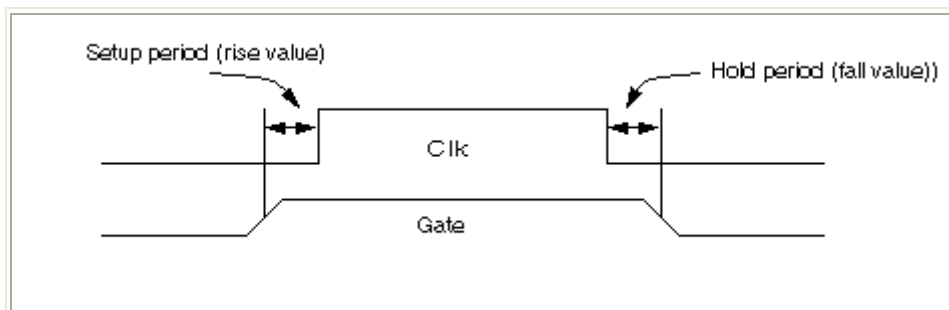 Setup period (rise value)
Hold period (fall value))
Clk
Gate